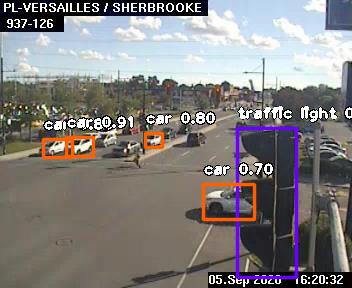 PL-VERSAILLES / SHERBROOKE
937-126
car 0.91
car 0.80
traffic light 0
car 0.70
05.Sep 2020 16:20:32